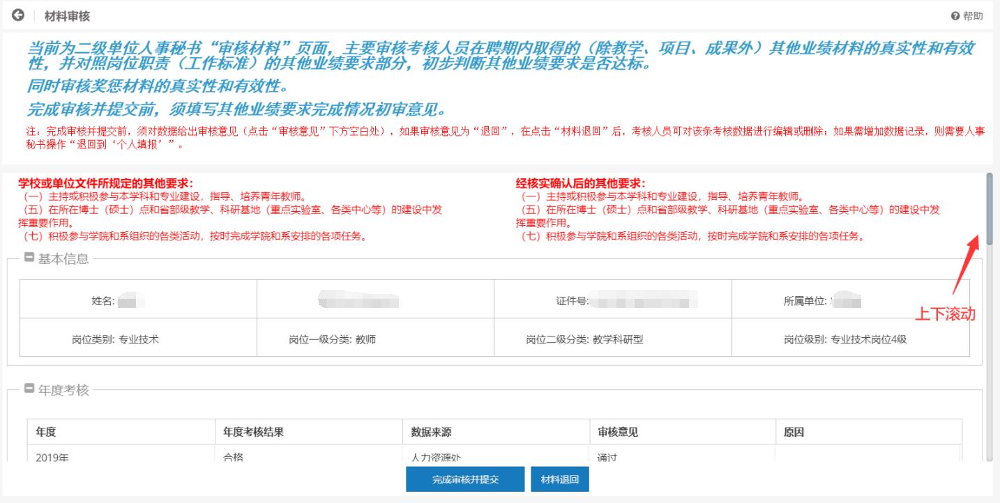 材料审核
帮助
当前为二级单位人事秘书“审核材料”页面，主要审核考核人员在聘期内取得的（除教学、项目、成果外）其他业绩材料的真实性和有效
性，并对照岗位职责（工作标准）的其他业绩要求部分，初步判断其他业绩要求是否达标。
同时审核奖惩材料的真实性和有效性。
完成审核并提交前，须填写其他业绩要求完成情况初审意见。
注：完成审核并提交前，须对数据给出审核意见（点击“审核意见”下方空白处），如果审核意见为“退回”，在点击“材料退回”后，考核人员可对该条考核数据进行编辑或删除；如果需增加数据记录，则需要人事
秘书操作“退回到‘个人填报’”。
学校或单位文件所规定的其他要求：
（一）主持或积极参与本学科和专业建设，指导、培养青年教师。
（五）在所在博士（硕士）点和省部级教学、科研基地（重点实验室、各类中心等）的建设中发
挥重要作用。
（七）积极参与学院和系组织的各类活动，按时完成学院和系安排的各项任务。
经核实确认后的其他要求：
（一）主持或积极参与本学科和专业建设，指导、培养青年教师。
（五）在所在博士（硕士）点和省部级教学、科研基地（重点实验室、各类中心等）的建设中发
挥重要作用。
（七）积极参与学院和系组织的各类活动，按时完成学院和系安排的各项任务。
基本信息
姓名: 证件号: 所属单位:
上下滚动
岗位类别: 专业技术 岗位一级分类: 教师 岗位二级分类: 教学科研型 岗位级别: 专业技术岗位4级
年度考核
年度 年度考核结果 数据来源 审核意见 原因
2019年 合格 人力资源处 通过
完成审核并提交 材料退回